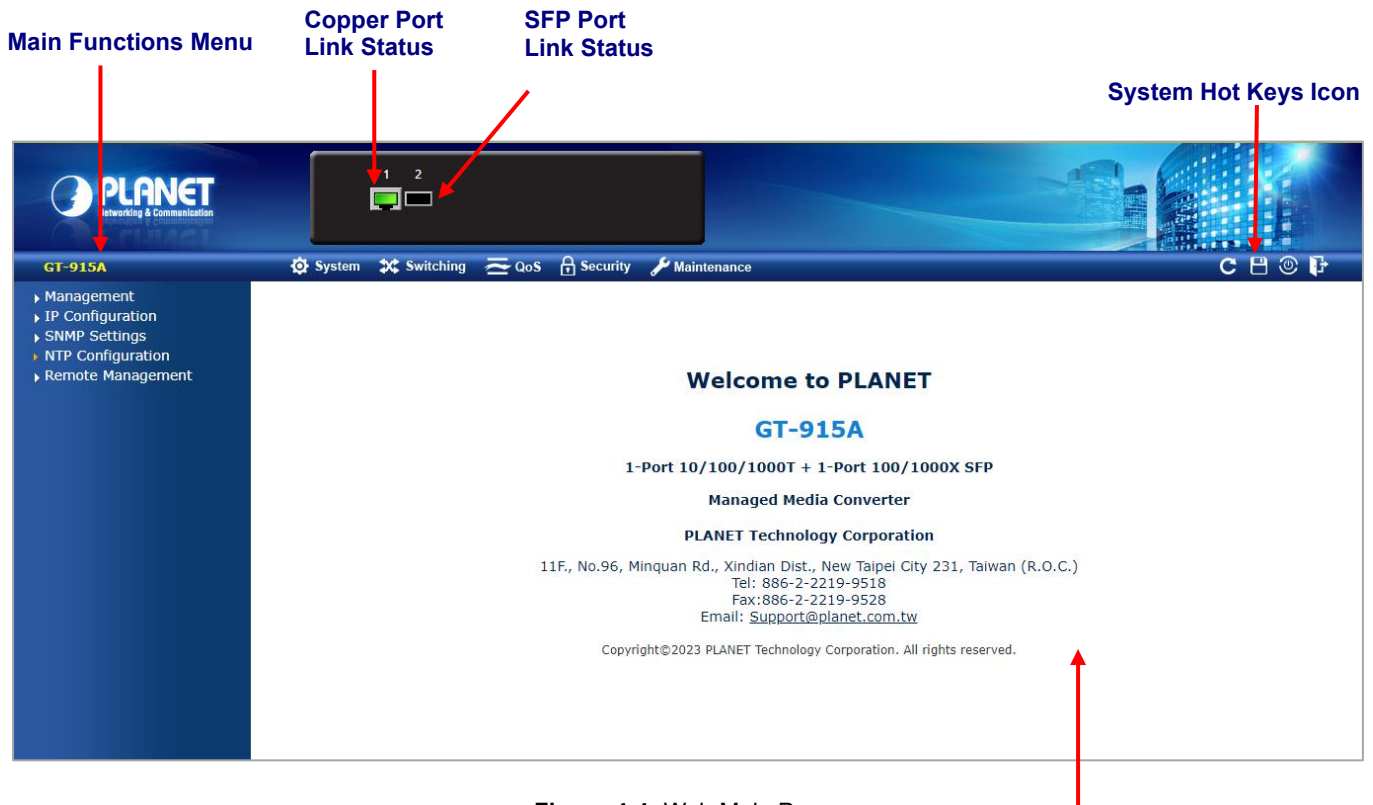 Main Functions Menu
Copper Port
Link Status
SFP Port
Link Status
System Hot Keys Icon
PLANET
Networking & Communication
1 2
GT-915A
System Switching QoS Security Maintenance
Management
IP Configuration
SNMP Settings
NTP Configuration
Remote Management
Welcome to PLANET
GT-915A
1-Port 10/100/1000T + 1-Port 100/1000X SFP
Managed Media Converter
PLANET Technology Corporation
11F., No.96, Minquan Rd., Xindian Dist., New Taipei City 231, Taiwan (R.O.C.)
Tel: 886-2-2219-9518
Fax:886-2-2219-9528
Email: Support@planet.com.tw
Copyright©2023 PLANET Technology Corporation. All rights reserved.